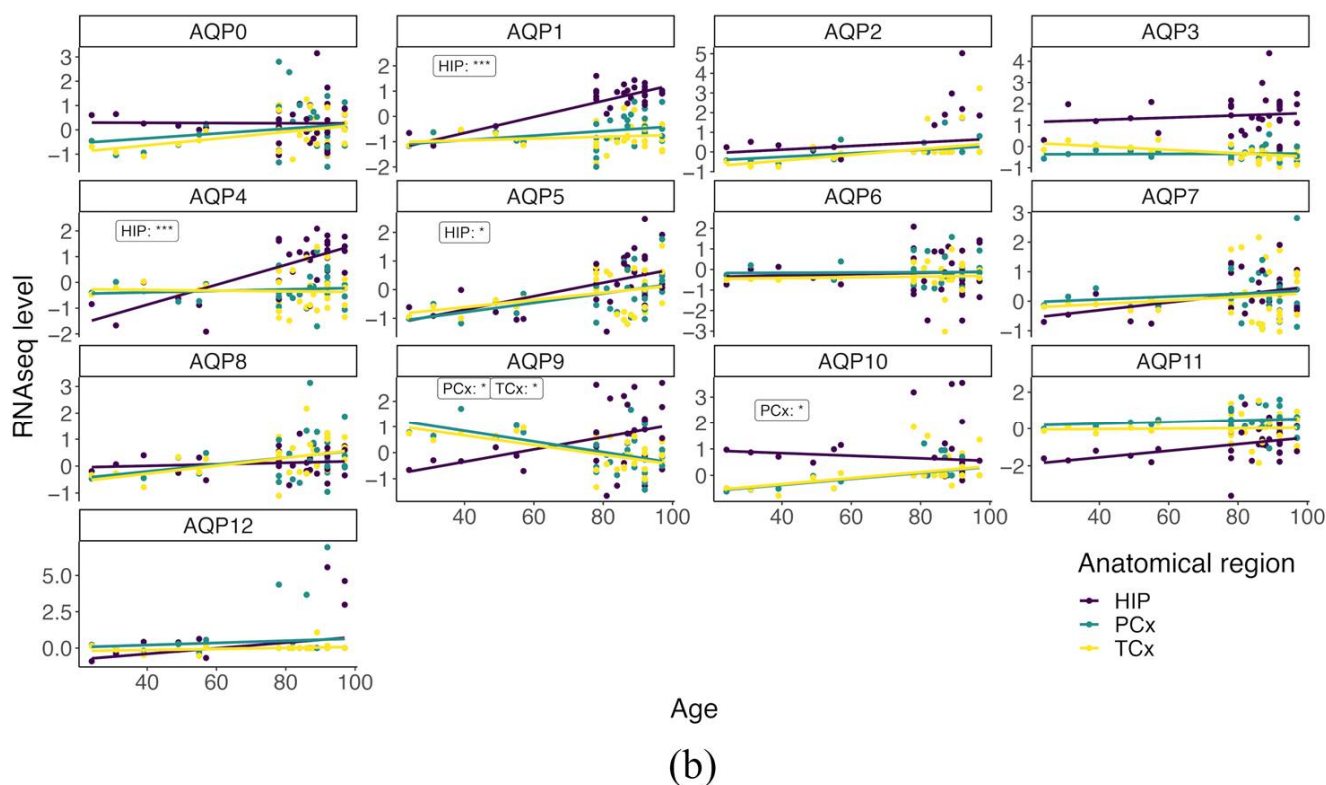 AQP0 AQP1 AQP2 AQP3
3 2 1 0 −1
2 1 0 −1 −2
HIP: ***
5 4 3 2 1 0 −1
4 3 2 1 0 −1
AQP4 AQP5 AQP6 AQP7
2 1 0 −1 −2
HIP: ***
2 1 0 −1
HIP: *
2 1 0 −1 −2 −3
3 2 1 0 −1
RNAseq level
AQP8 AQP9 AQP10 AQP11
3 2 1 0 −1
2 1 0 −1
PCx: * TCx: *
3 2 1 0 −1
PCx: *
2 0 −2
40 60 80 100 40 60 80 100 40 60 80 100
AQP12
5.0 2.5 0.0
40 60 80 100
Anatomical region
HIP
PCx
TCx
Age
(b)